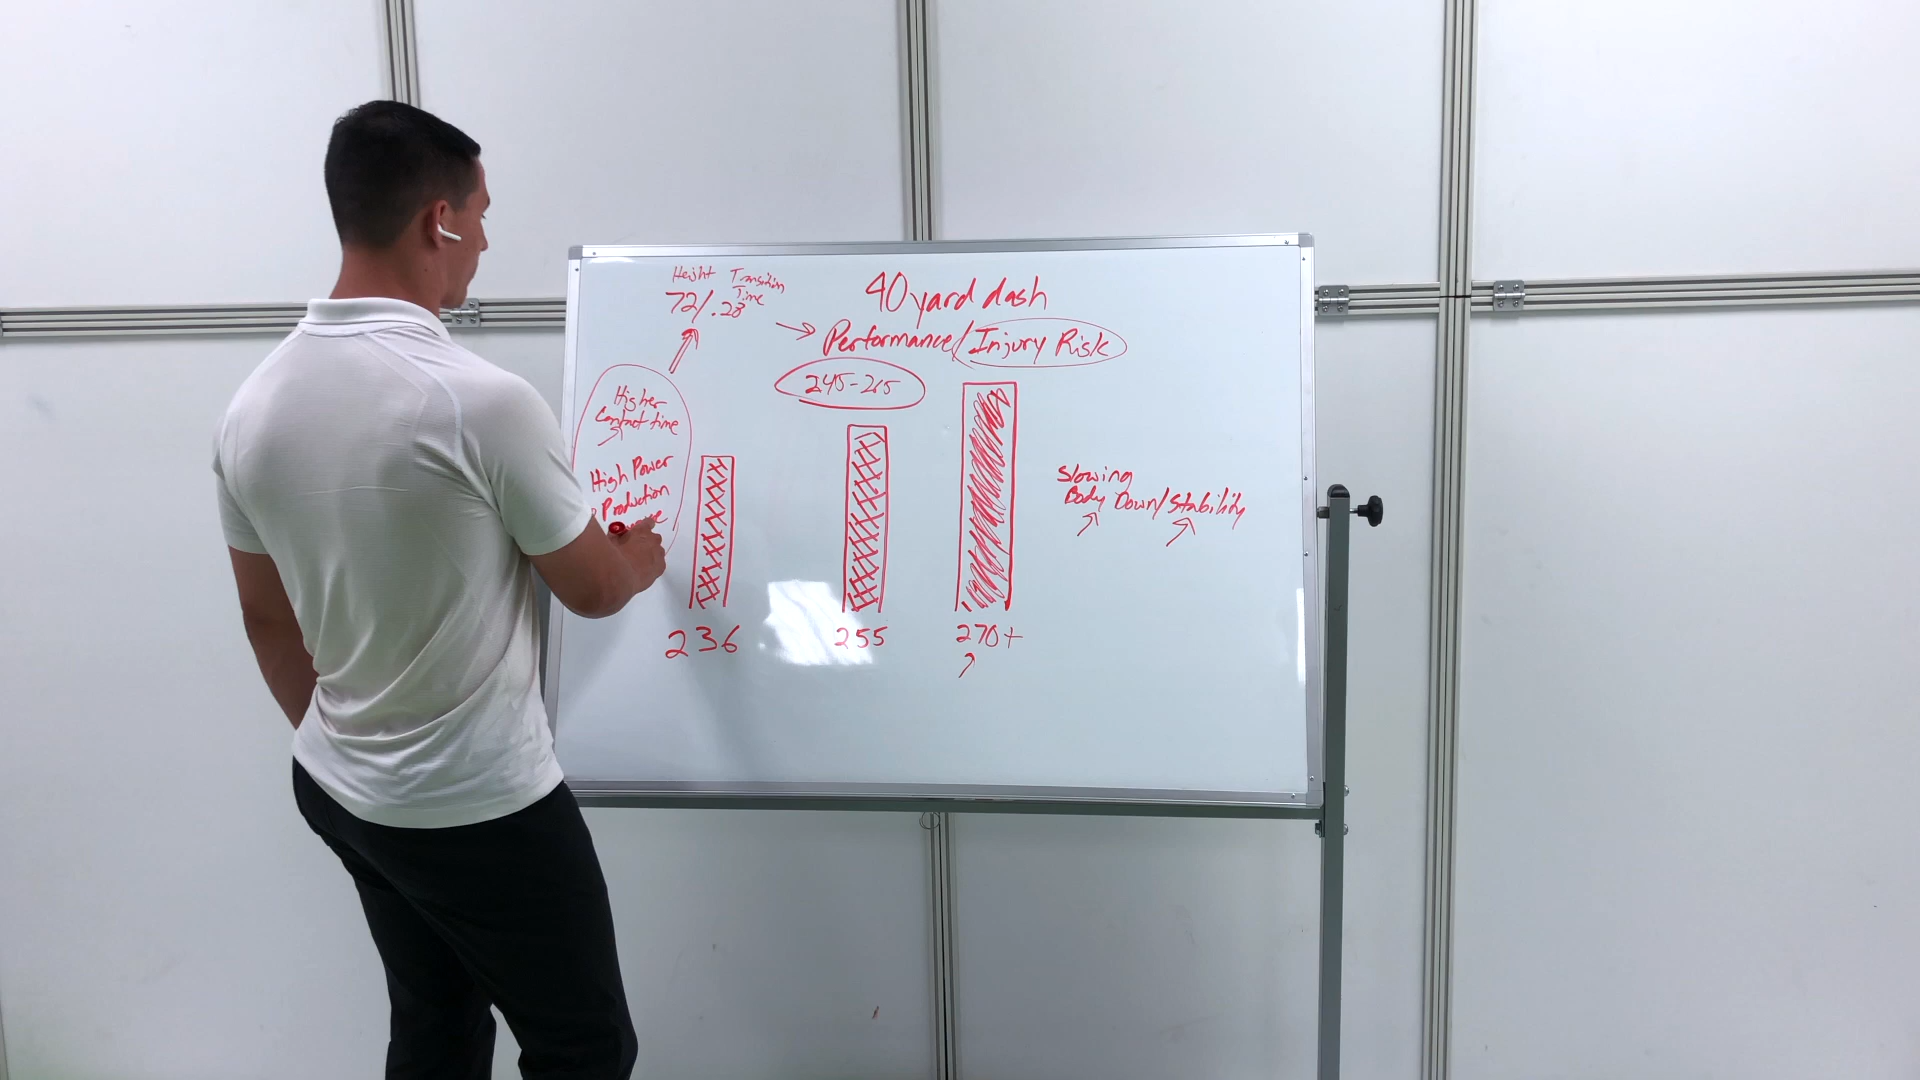 Height Transition
Time
72/.28
40 yard dash
→ Performance/Injury Risk
245-265
Higher
Contact time
High Power
Production
236
255
270+
Slowing
Body Down/Stability